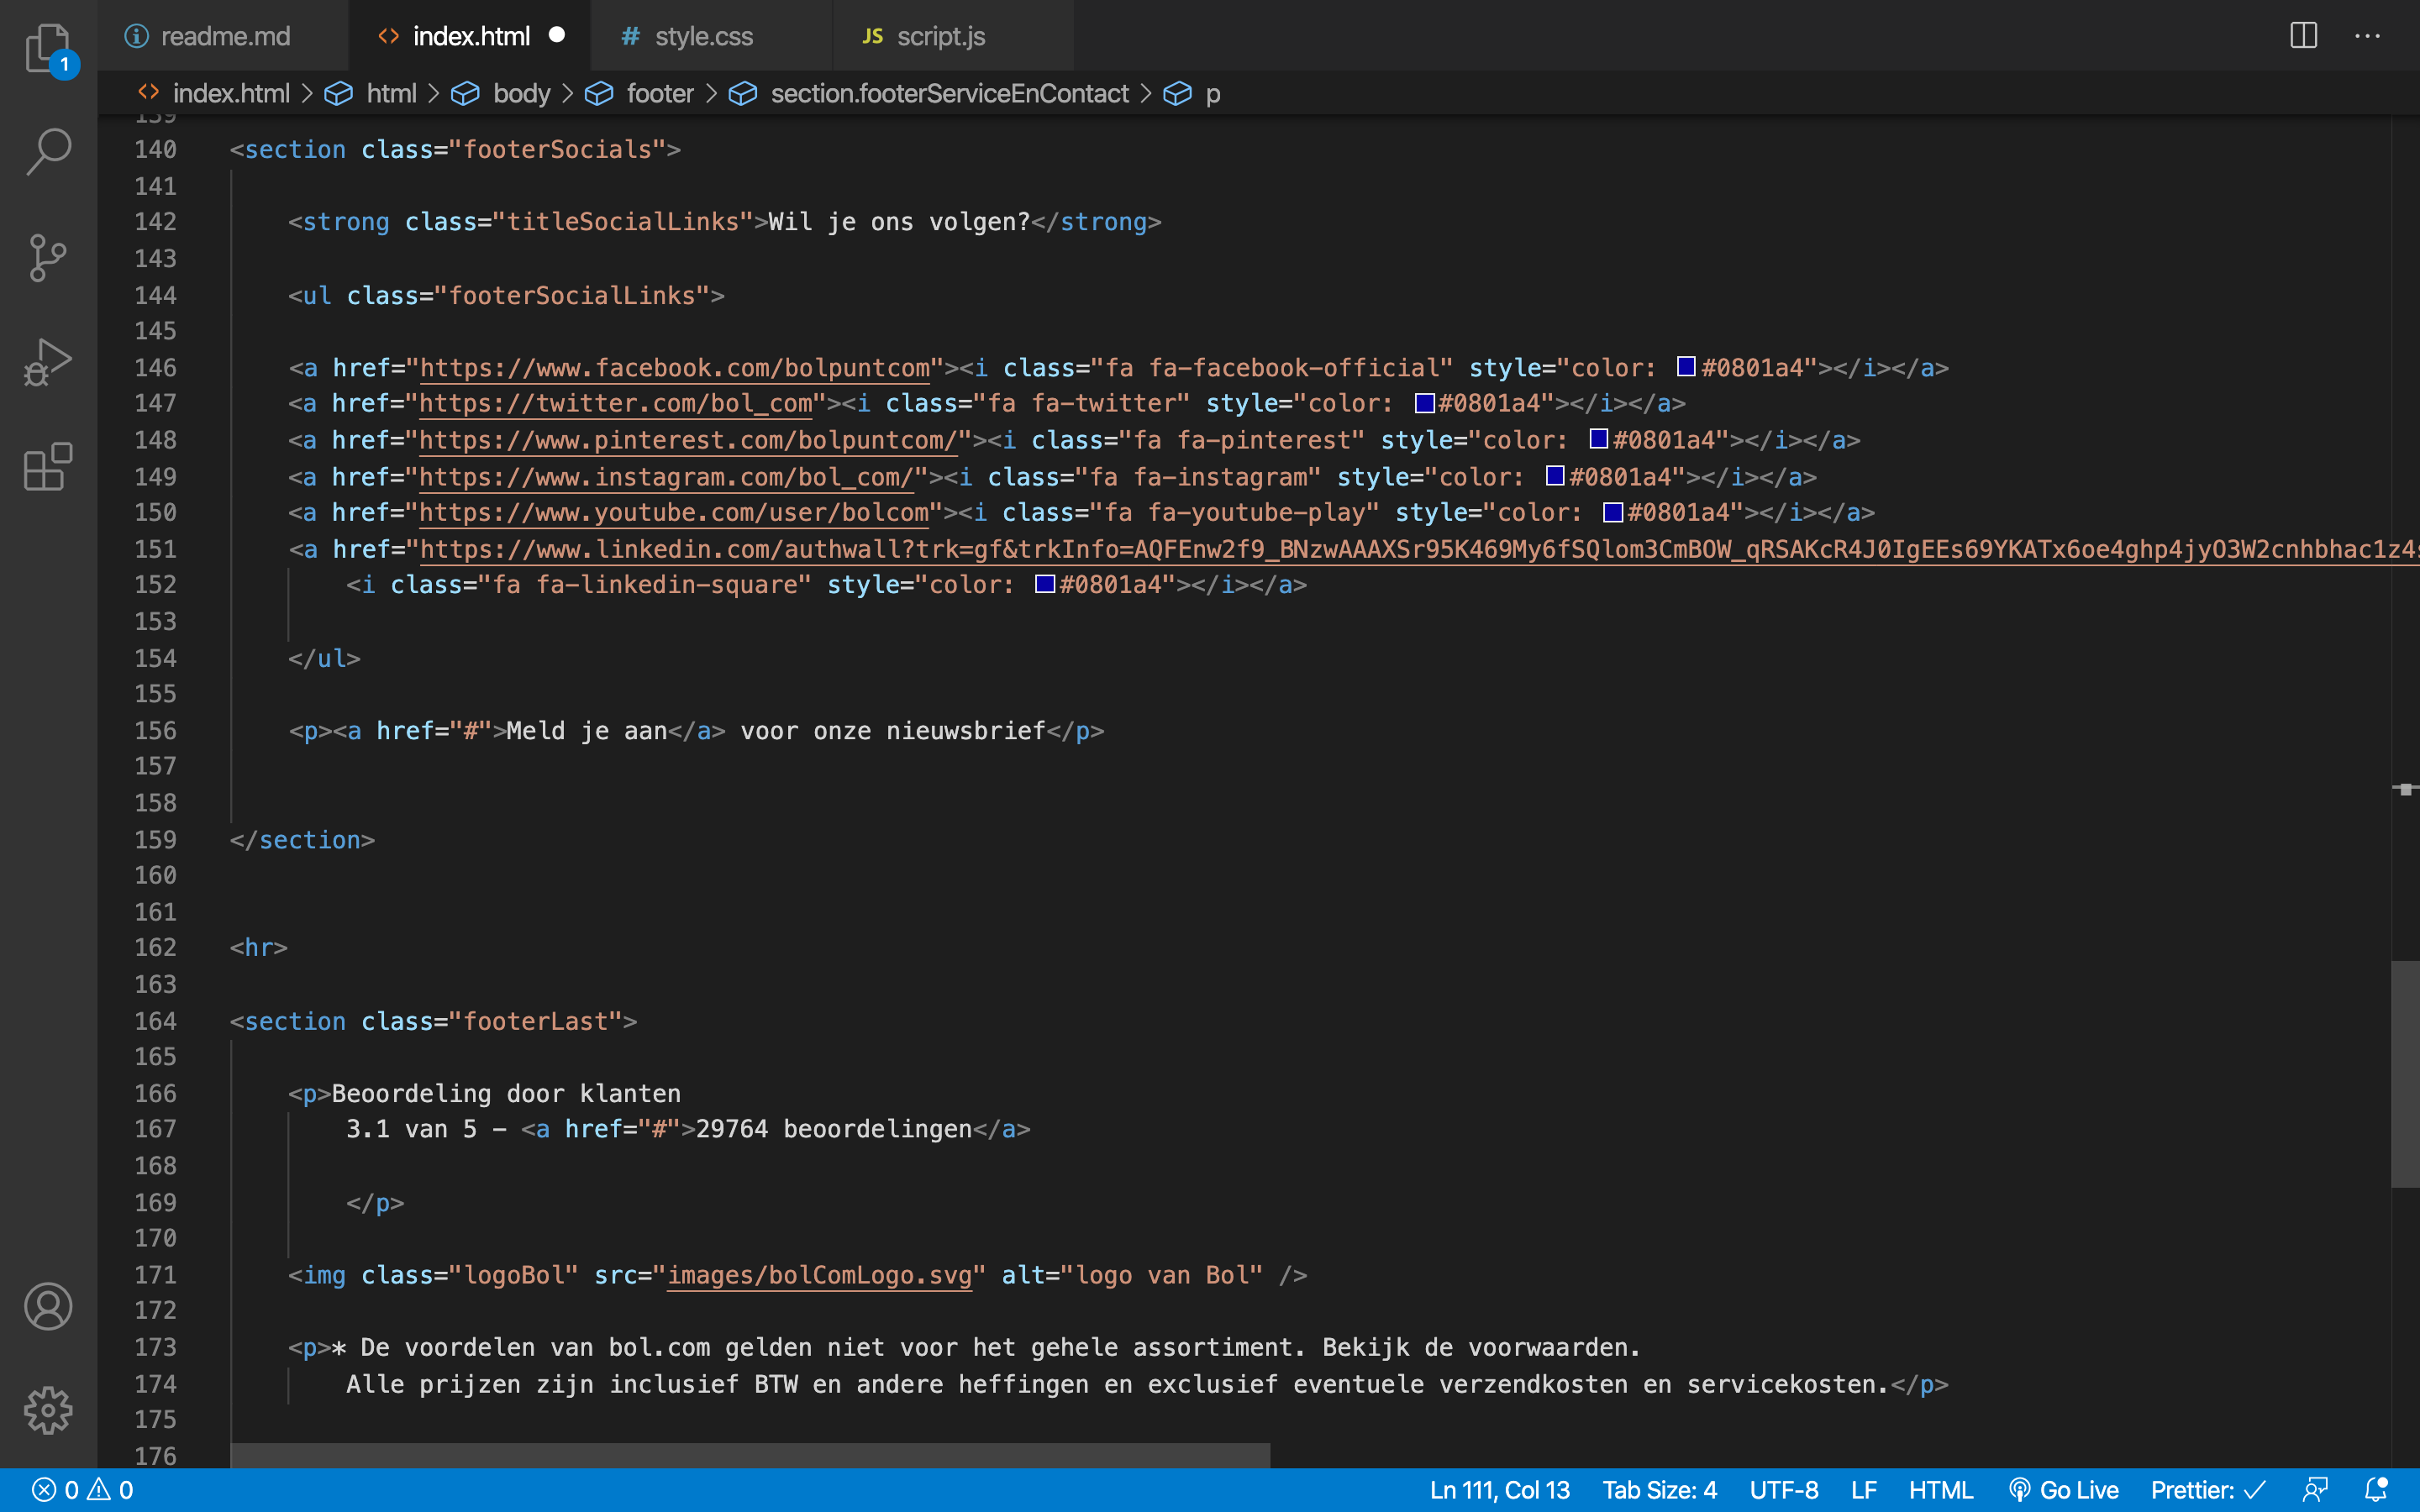 1
readme.md
index.html
# style.css
JS script.js
index.html > html > body > footer > section.footerServiceEnContact > p
139
140 <section class="footerSocials">
141
142 <strong class="titleSocialLinks">Wil je ons volgen?</strong>
143
144 <ul class="footerSocialLinks">
145
146 <a href="https://www.facebook.com/bolpuntcom"><i class="fa fa-facebook-official" style="color: #0801a4"></i></a>
147 <a href="https://twitter.com/bol_com"><i class="fa fa-twitter" style="color: #0801a4"></i></a>
148 <a href="https://www.pinterest.com/bolpuntcom/"><i class="fa fa-pinterest" style="color: #0801a4"></i></a>
149 <a href="https://www.instagram.com/bol_com/"><i class="fa fa-instagram" style="color: #0801a4"></i></a>
150 <a href="https://www.youtube.com/user/bolcom"><i class="fa fa-youtube-play" style="color: #0801a4"></i></a>
151 <a href="https://www.linkedin.com/authwall?trk=gf&trkInfo=AQFEnw2f9_BNzwAAAXSr95K469My6fSQlom3CmBOW_qRSAKcR4J0IgEEs69YKATx6oe4ghp4jyO3W2cnhbhac1z4s
152 <i class="fa fa-linkedin-square" style="color: #0801a4"></i></a>
153
154 </ul>
155
156 <p><a href="#">Meld je aan</a> voor onze nieuwsbrief</p>
157
158
159 </section>
160
161
162 <hr>
163
164 <section class="footerLast">
165
166 <p>Beoordeling door klanten
167 3.1 van 5 – <a href="#">29764 beoordelingen</a>
168
169 </p>
170
171 <img class="logoBol" src="images/bolComLogo.svg" alt="logo van Bol" />
172
173 <p>* De voordelen van bol.com gelden niet voor het gehele assortiment. Bekijk de voorwaarden.
174 Alle prijzen zijn inclusief BTW en andere heffingen en exclusief eventuele verzendkosten en servicekosten.</p>
175
176
0 0 Ln 111, Col 13 Tab Size: 4 UTF-8 LF HTML Go Live Prettier: ✓